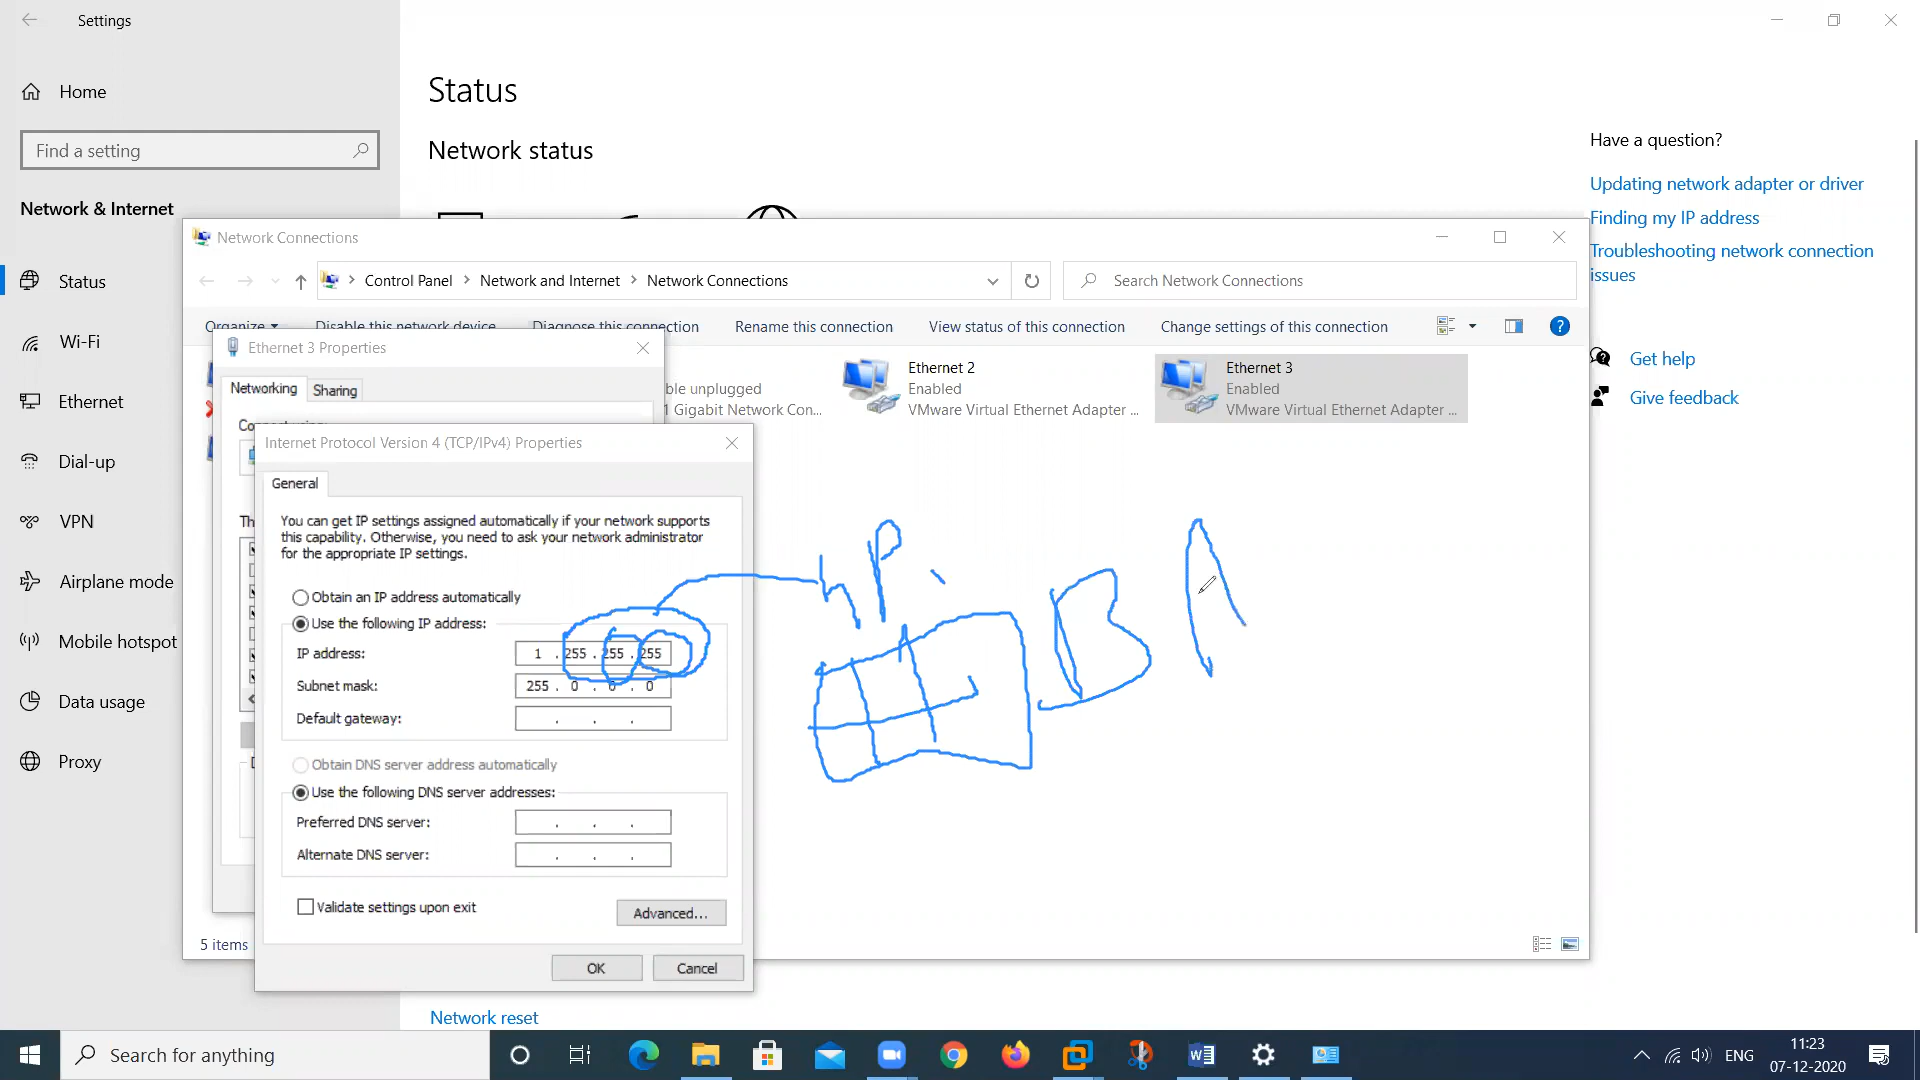 Settings
Home
Find a setting
Network & Internet
Status
Wi-Fi
Ethernet
Dial-up
VPN
Airplane mode
Mobile hotspot
Data usage
Proxy
Status
Network status
Have a question?
Updating network adapter or driver
Finding my IP address
Troubleshooting network connection
issues
Get help
Give feedback
Network Connections
Control Panel > Network and Internet > Network Connections
Search Network Connections
Organize Disable this network device Diagnose this connection Rename this connection View status of this connection Change settings of this connection
ble unplugged
1 Gigabit Network Con...
Ethernet 2
Enabled
VMware Virtual Ethernet Adapter ...
Ethernet 3
Enabled
VMware Virtual Ethernet Adapter ...
Ethernet 3 Properties
Networking Sharing
Connect using:
Th
Internet Protocol Version 4 (TCP/IPv4) Properties
General
You can get IP settings assigned automatically if your network supports
this capability. Otherwise, you need to ask your network administrator
for the appropriate IP settings.
Obtain an IP address automatically
Use the following IP address:
IP address: 1 . 255 . 255 . 255
Subnet mask: 255 . 0 . 0 . 0
Default gateway: . . .
Obtain DNS server address automatically
Use the following DNS server addresses:
Preferred DNS server: . . .
Alternate DNS server: . . .
Validate settings upon exit
Advanced...
OK Cancel
5 items
B
Network reset
Search for anything
ENG
11:23
07-12-2020